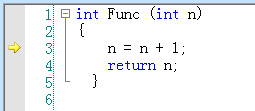 1 int Func (int n)
2 {
3 n = n + 1;
4 return n;
5 }
6